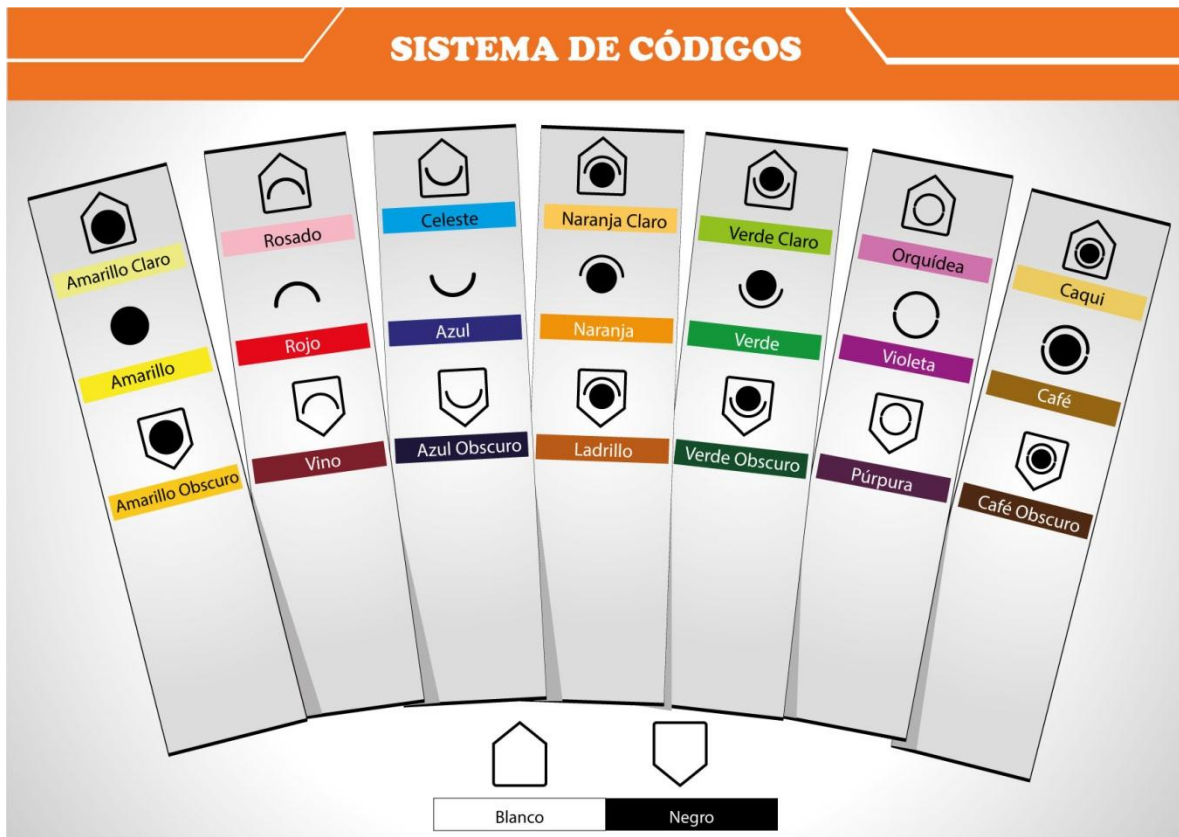 SISTEMA DE CÓDIGOS
Amarillo Claro
Amarillo
Amarillo Obscuro
Rosado
Rojo
Vino
Celeste
Azul
Azul Obscuro
Naranja Claro
Naranja
Ladrillo
Verde Claro
Verde
Verde Obscuro
Orquídea
Violeta
Púrpura
Caqui
Café
Café Obscuro
Blanco
Negro